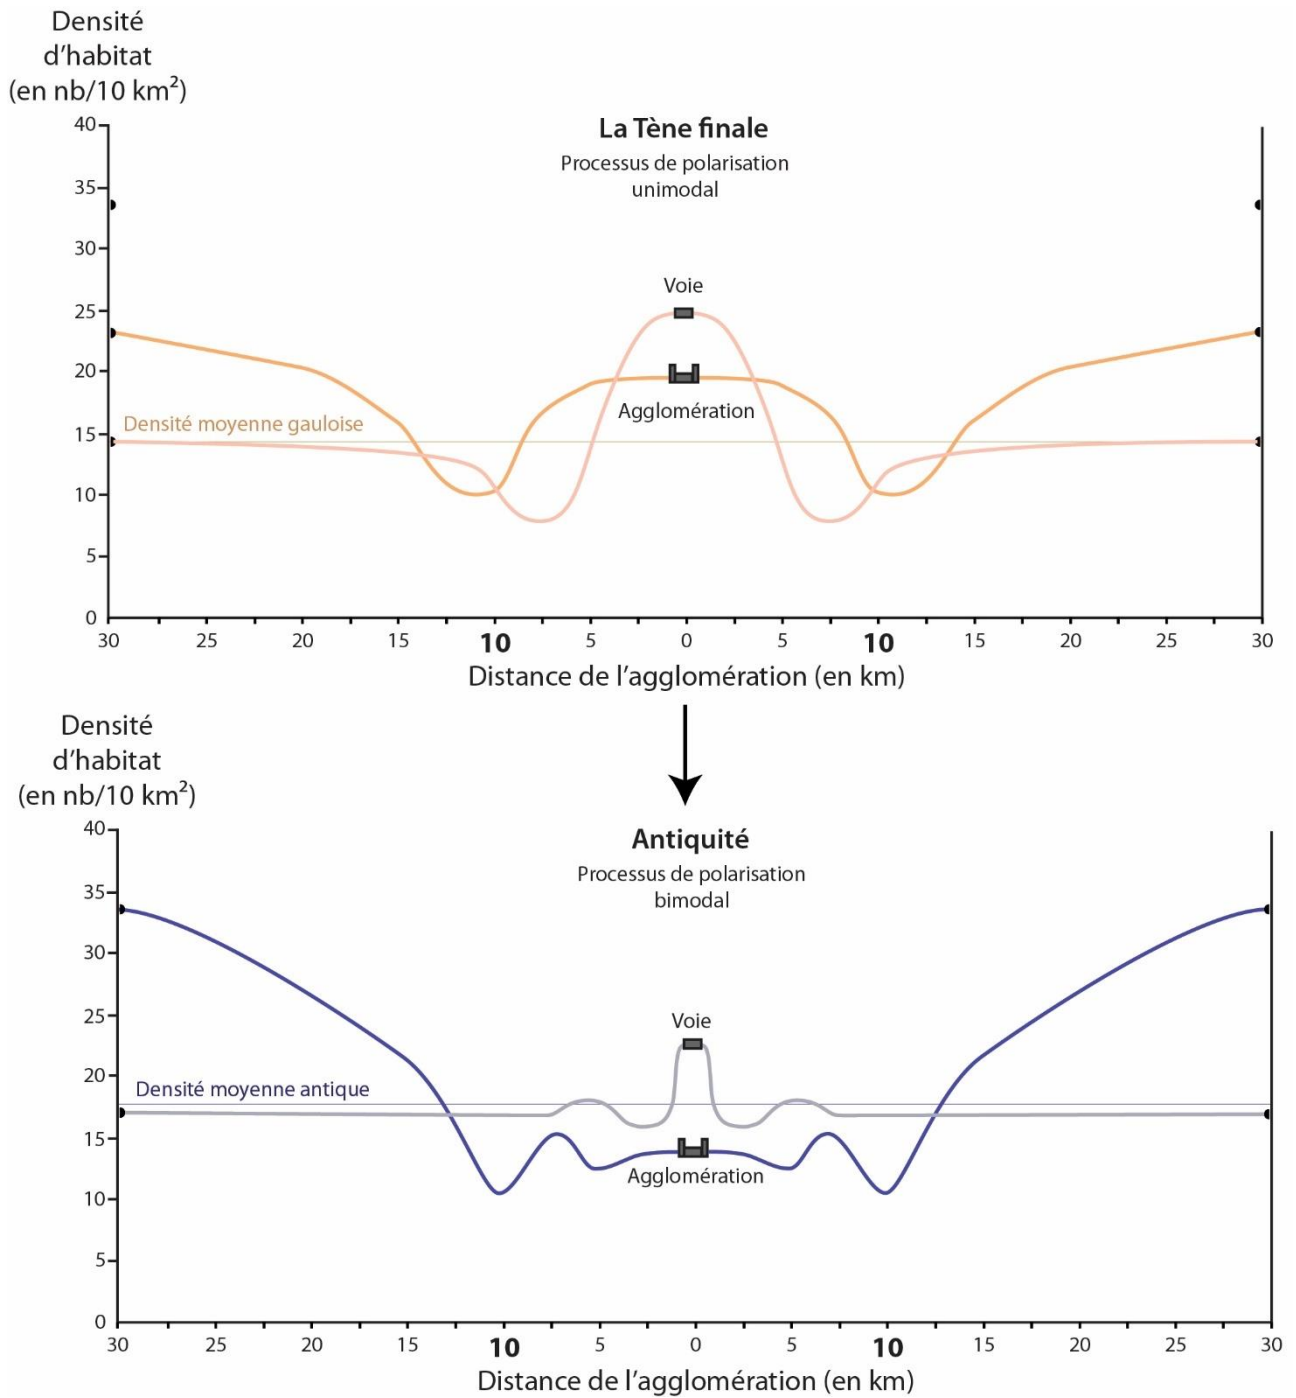 Densité
d'habitat
(en nb/10 km²)
La Tène finale
Processus de polarisation
unimodal
40
35
30
25
20
15
10
5
0
Voie
Agglomération
Densité moyenne gauloise
30 25 20 15 10 5 0 5 10 15 20 25 30
Distance de l'agglomération (en km)
Densité
d'habitat
(en nb/10 km²)
Antiquité
Processus de polarisation
bimodal
40
35
30
25
20
15
10
5
0
Voie
Densité moyenne antique
Agglomération
30 25 20 15 10 5 0 5 10 15 20 25 30
Distance de l'agglomération (en km)